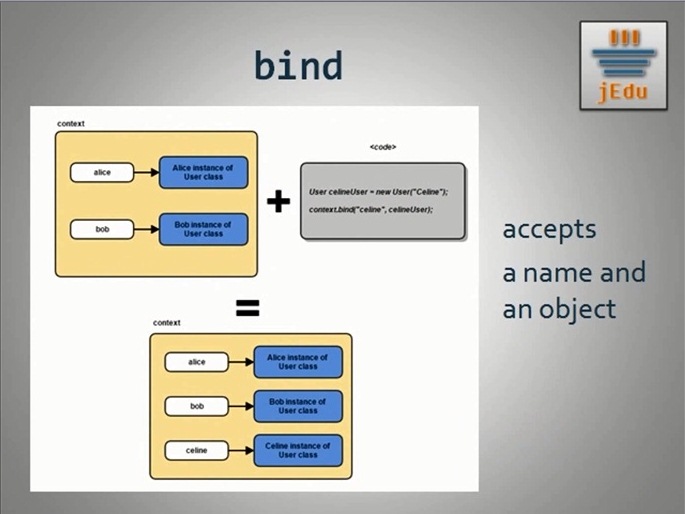 bind
jEdu
context
alice
Alice instance of
User class
bob
Bob instance of
User class
+
<code>
User celineUser = new User("Celine");
context.bind("celine", celineUser);
=
context
alice
Alice instance of
User class
bob
Bob instance of
User class
celine
Celine instance of
User class
accepts
a name and
an object